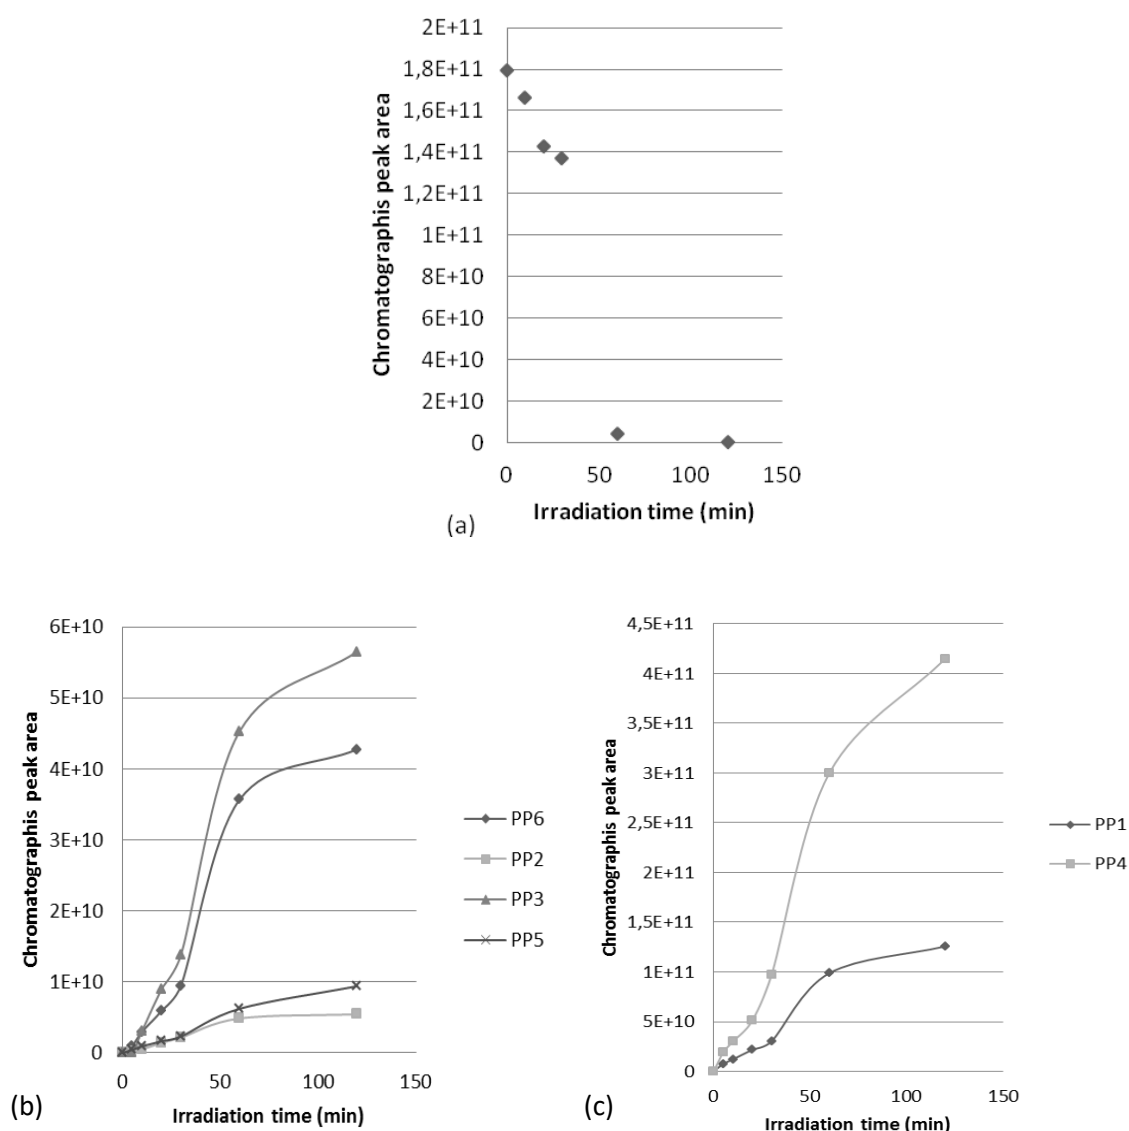 2E+11
1,8E+11
1,6E+11
1,4E+11
1,2E+11
1E+11
8E+10
6E+10
4E+10
2E+10
0
Chromatographis peak area
0 50 100 150
Irradiation time (min)
(a)
6E+10
5E+10
4E+10
3E+10
2E+10
1E+10
0
Chromatographis peak area
0 50 100 150
Irradiation time (min)
PP6
PP2
PP3
PP5
(b)
4,5E+11
4E+11
3,5E+11
3E+11
2,5E+11
2E+11
1,5E+11
1E+11
5E+10
0
Chromatographis peak area
0 50 100 150
Irradiation time (min)
PP1
PP4
(c)